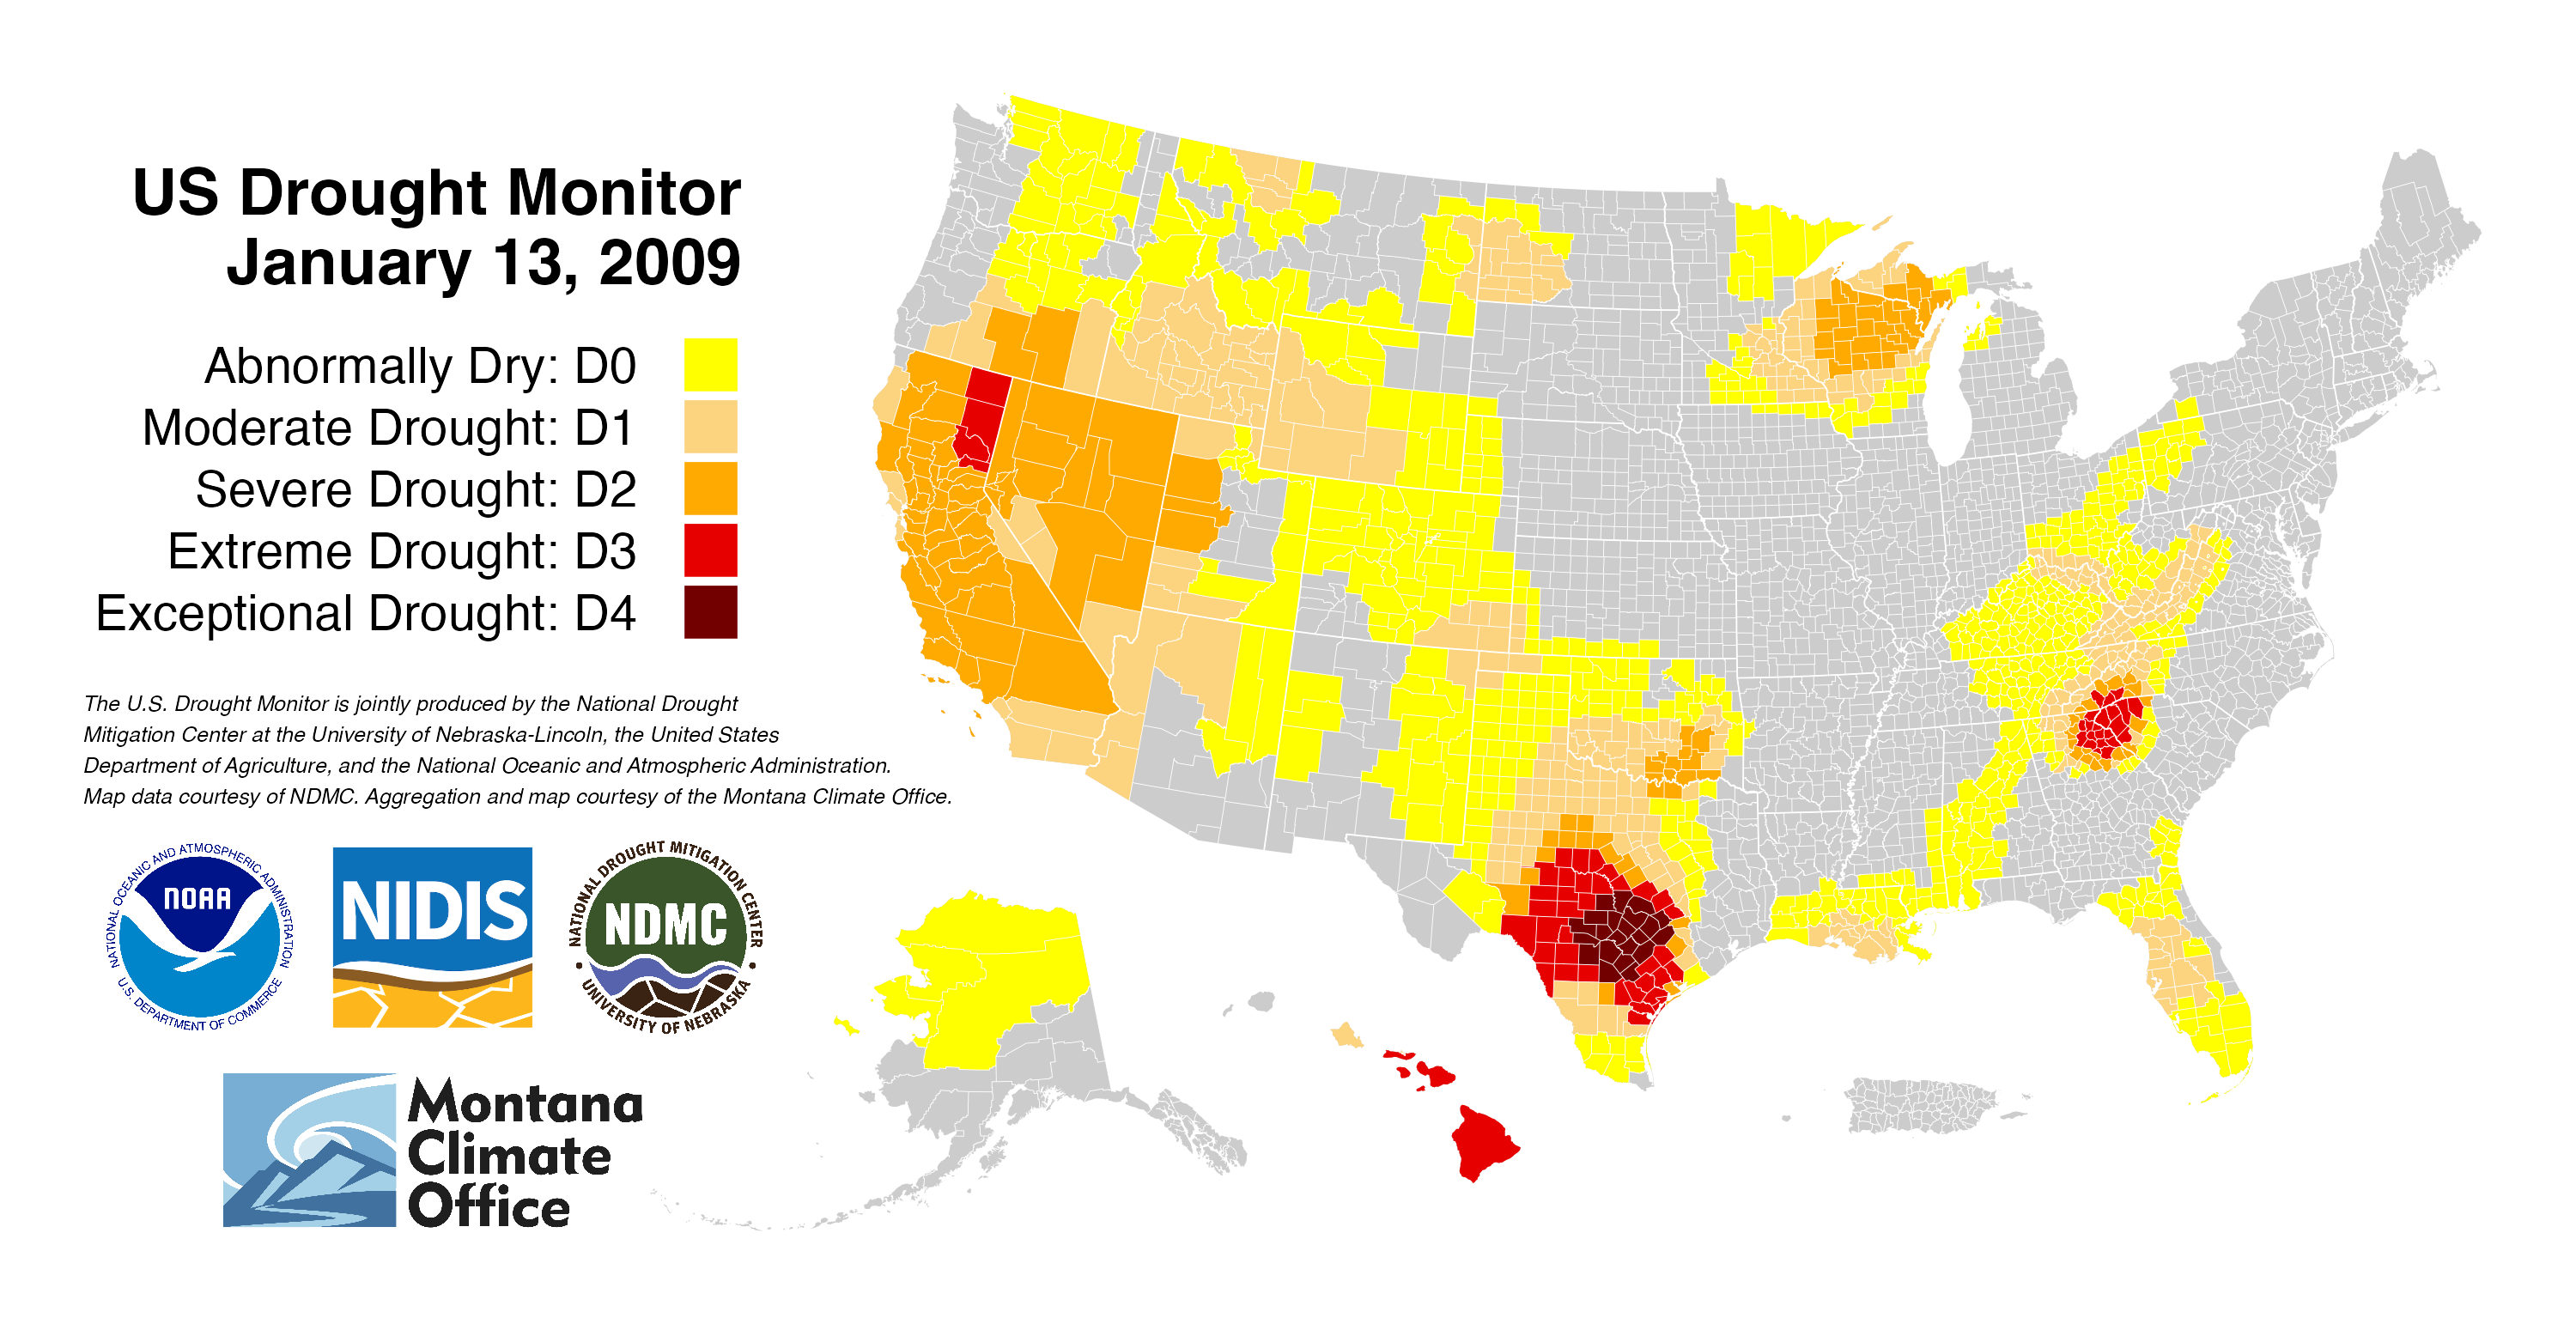 US Drought Monitor
January 13, 2009
Abnormally Dry: D0
Moderate Drought: D1
Severe Drought: D2
Extreme Drought: D3
Exceptional Drought: D4
The U.S. Drought Monitor is jointly produced by the National Drought
Mitigation Center at the University of Nebraska-Lincoln, the United States
Department of Agriculture, and the National Oceanic and Atmospheric Administration.
Map data courtesy of NDMC. Aggregation and map courtesy of the Montana Climate Office.
NATIONAL OCEANIC AND ATMOSPHERIC ADMINISTRATION
NOAA
U.S. DEPARTMENT OF COMMERCE
NIDIS
NATIONAL DROUGHT MITIGATION CENTER
NDMC
UNIVERSITY OF NEBRASKA
Montana
Climate
Office